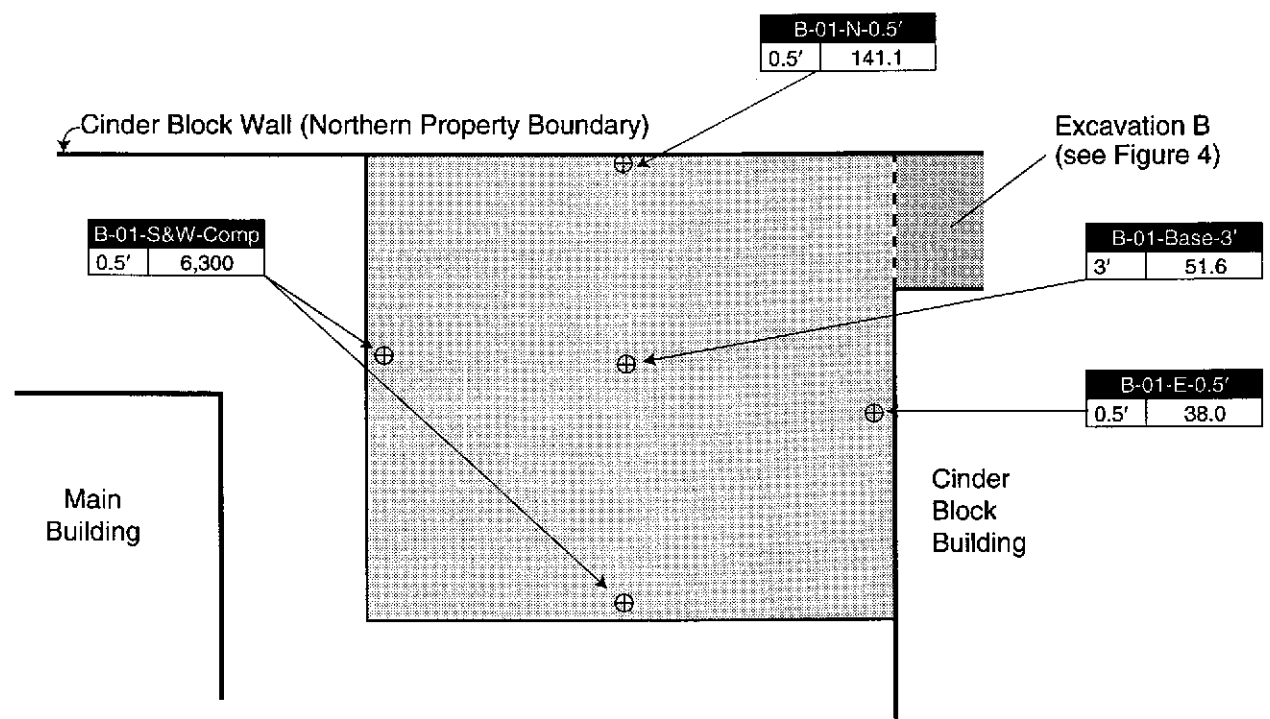 B-01-N-0.5′
0.5′ 141.1
Cinder Block Wall (Northern Property Boundary)
Excavation B
(see Figure 4)
B-01-S&W-Comp
0.5′ 6,300
B-01-Base-3′
3′ 51.6
B-01-E-0.5′
0.5′ 38.0
Main
Building
Cinder
Block
Building